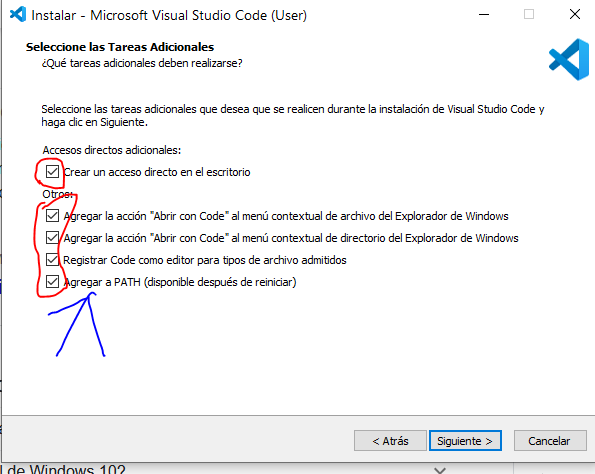 Instalar - Microsoft Visual Studio Code (User)
Seleccione las Tareas Adicionales
¿Qué tareas adicionales deben realizarse?
Seleccione las tareas adicionales que desea que se realicen durante la instalación de Visual Studio Code y
haga clic en Siguiente.
Accesos directos adicionales:
Crear un acceso directo en el escritorio
Otros:
Agregar la acción "Abrir con Code" al menú contextual de archivo del Explorador de Windows
Agregar la acción "Abrir con Code" al menú contextual de directorio del Explorador de Windows
Registrar Code como editor para tipos de archivo admitidos
Agregar a PATH (disponible después de reiniciar)
< Atrás
Siguiente >
Cancelar
de Windows 10?